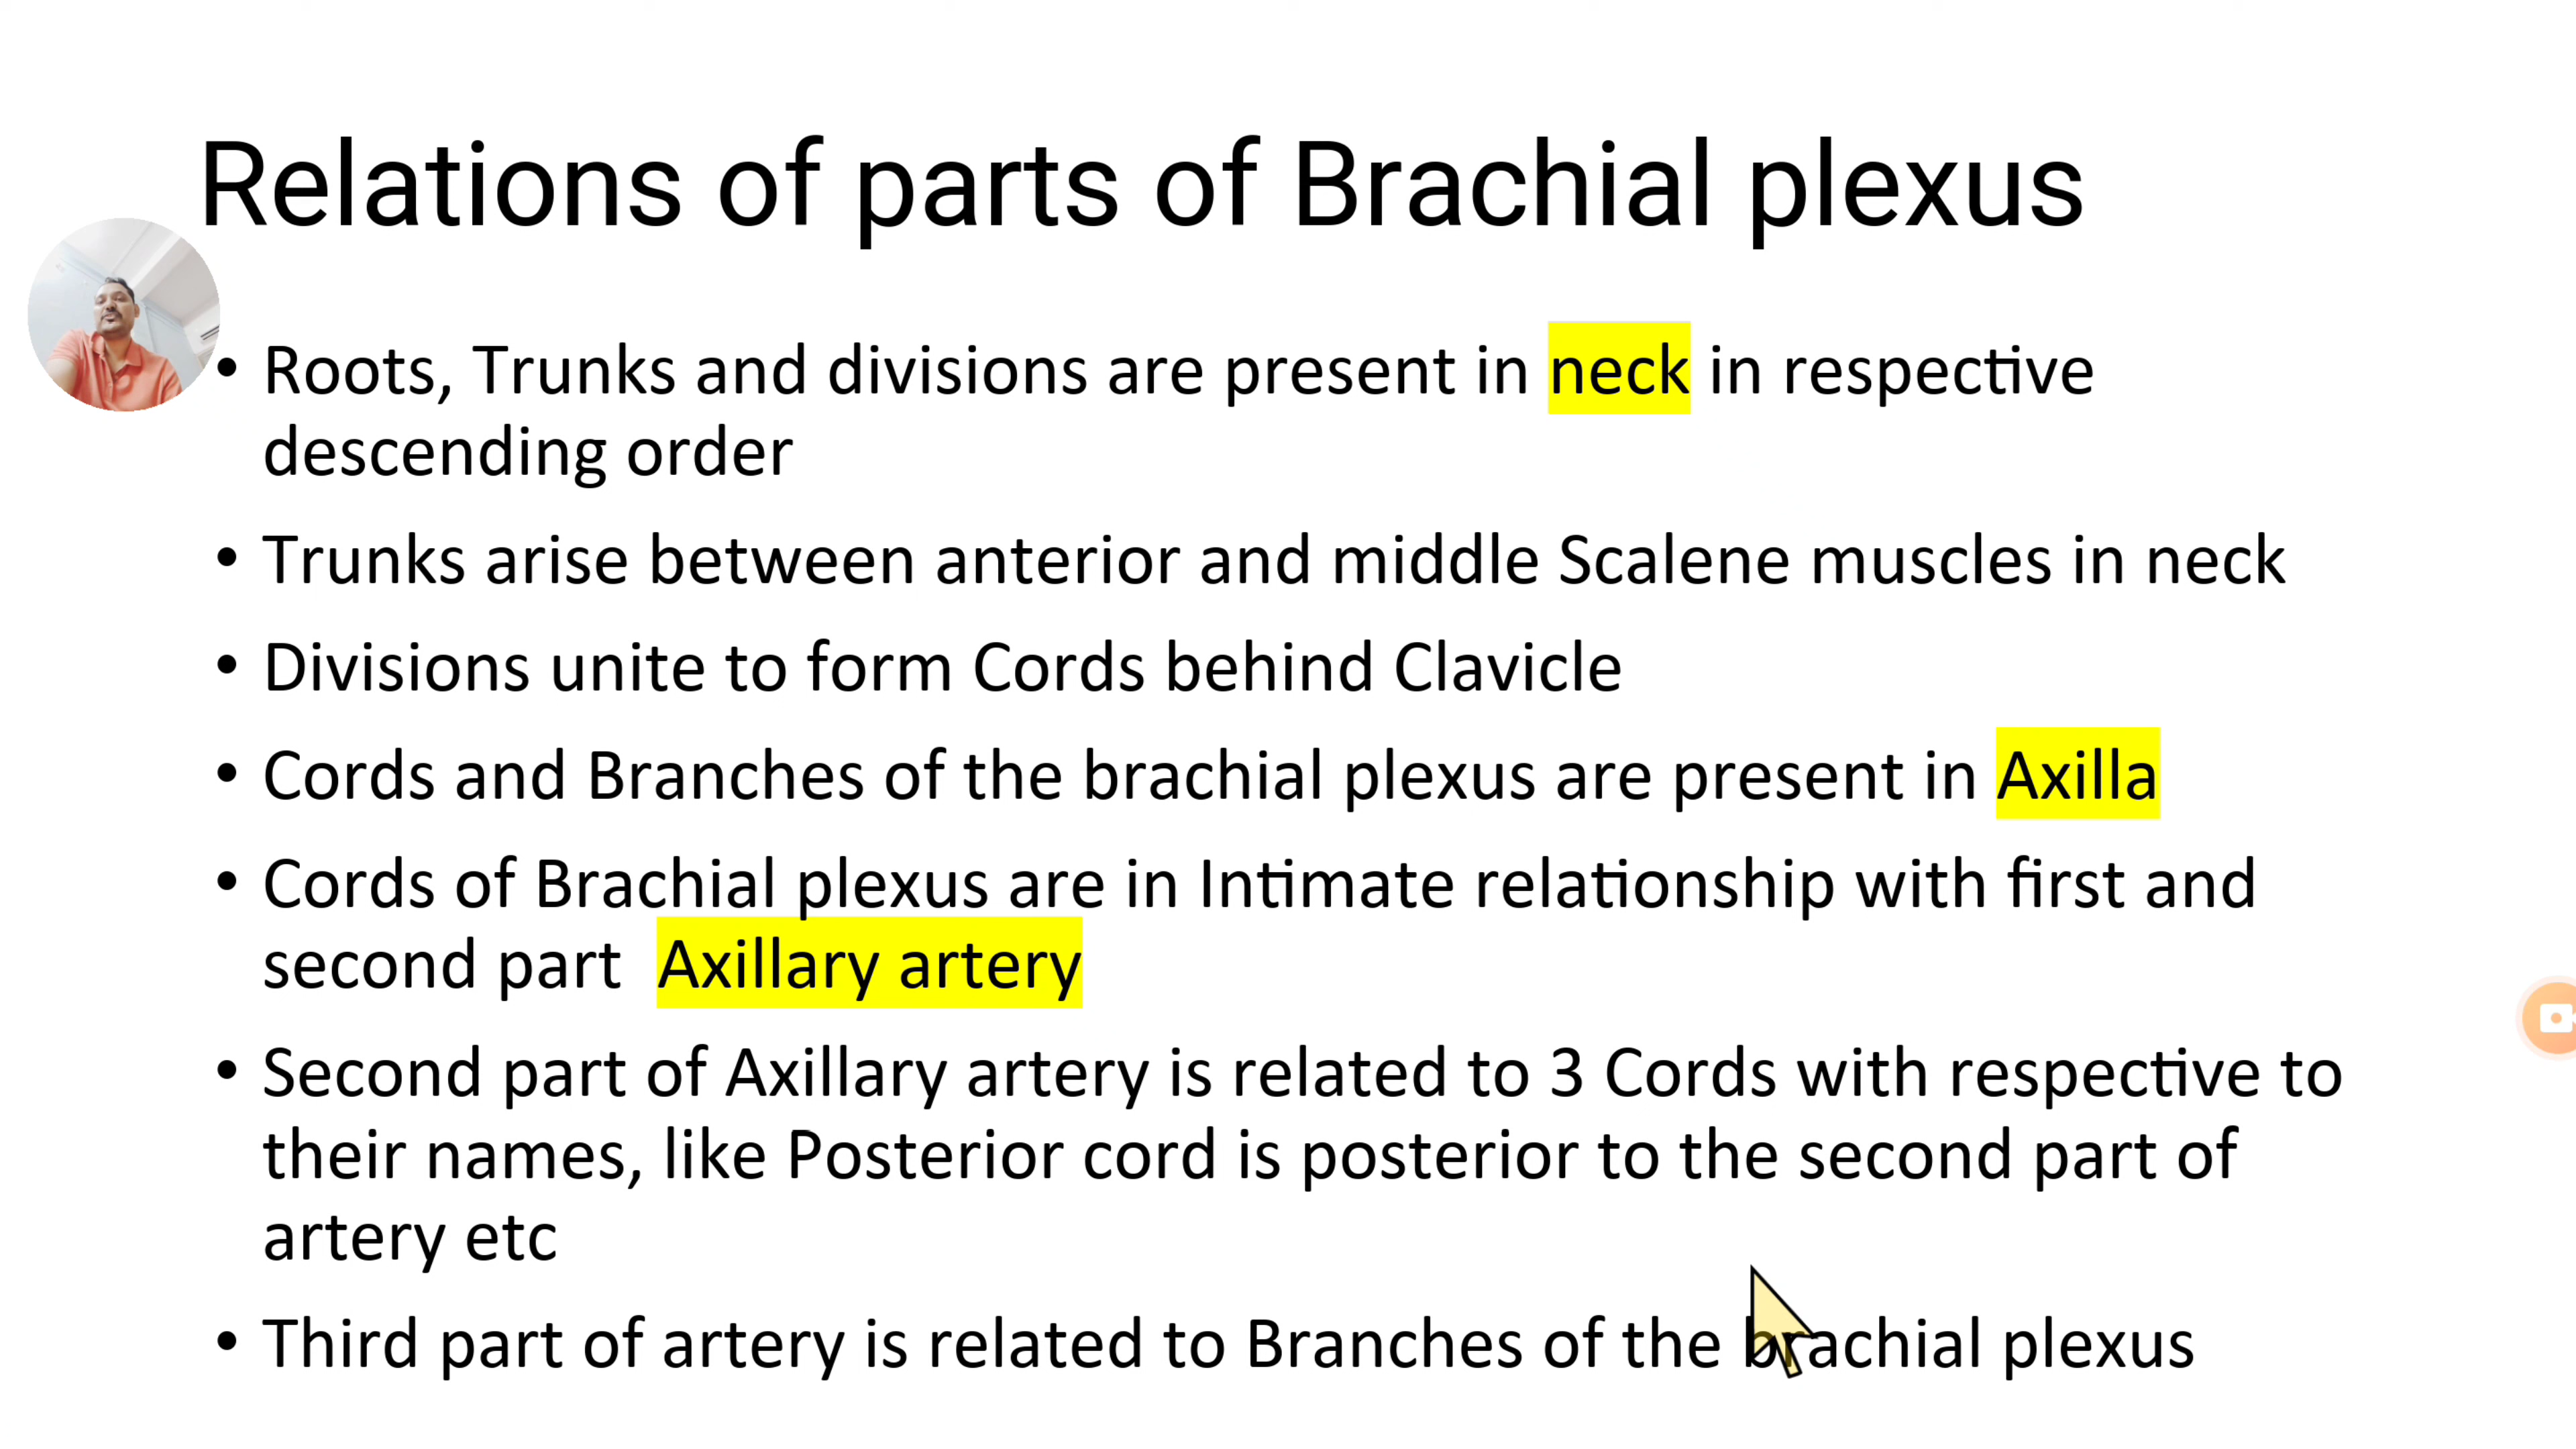 Relations of parts of Brachial plexus
• Roots, Trunks and divisions are present in neck in respective
descending order
• Trunks arise between anterior and middle Scalene muscles in neck
• Divisions unite to form Cords behind Clavicle
• Cords and Branches of the brachial plexus are present in Axilla
• Cords of Brachial plexus are in Intimate relationship with first and
second part Axillary artery
• Second part of Axillary artery is related to 3 Cords with respective to
their names, like Posterior cord is posterior to the second part of
artery etc
• Third part of artery is related to Branches of the brachial plexus